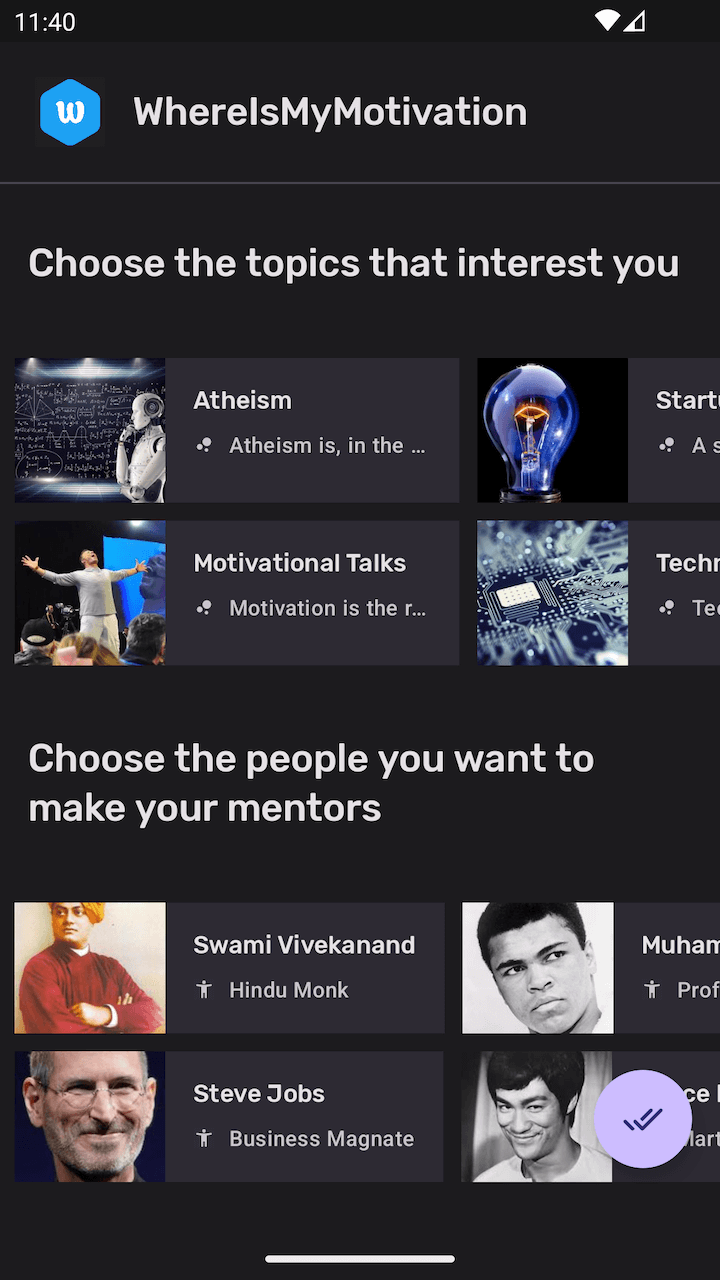 11:40
w
WhereIsMyMotivation
Choose the topics that interest you
Atheism
Atheism is, in the ...
Startu
A s
Motivational Talks
Motivation is the r...
Techn
Tec
Choose the people you want to
make your mentors
Swami Vivekanand
Hindu Monk
Muham
Prof
Steve Jobs
Business Magnate
ce
art